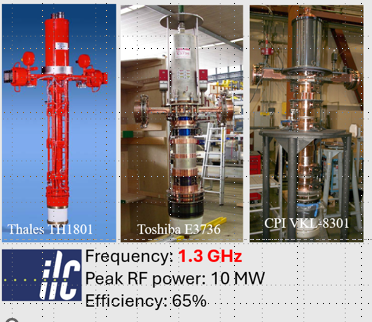 Thales TH1801
Toshiba E3736
CPI VKL-8301
ilc
Frequency: 1.3 GHz
Peak RF power: 10 MW
Efficiency: 65%